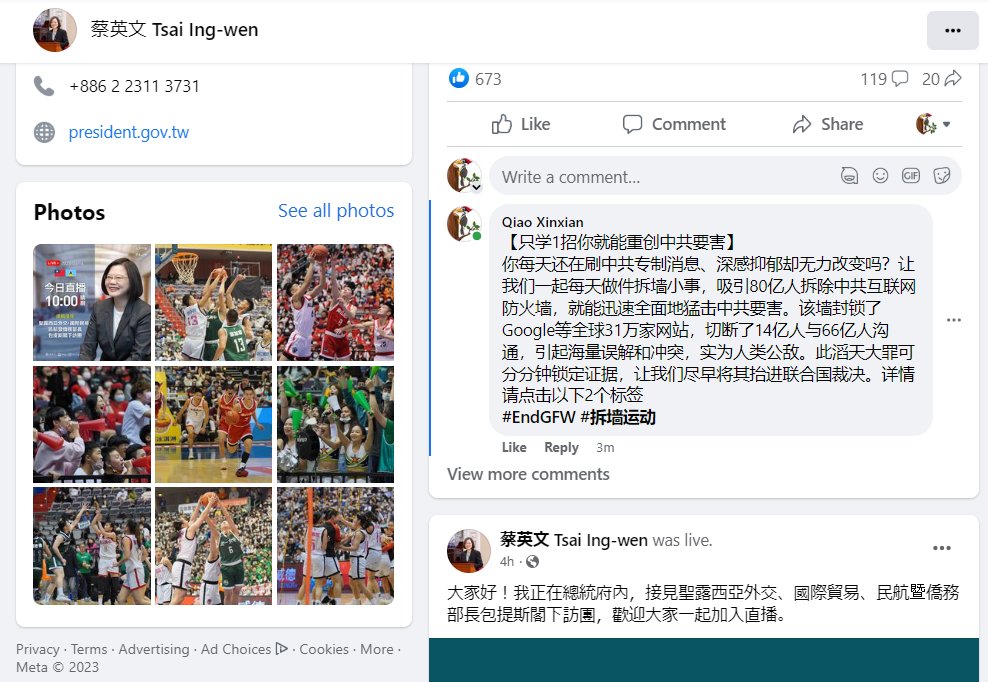 蔡英文 Tsai Ing-wen
+886 2 2311 3731
president.gov.tw
Photos
See all photos
LIVE
今日直播
10:00
13
13
6
Privacy · Terms · Advertising · Ad Choices · Cookies · More ·
Meta © 2023
673
119
20
Like
Comment
Share
Write a comment...
GIF
Qiao Xinxian
【只学1招你就能重创中共要害】
你每天还在刷中共专制消息、深感抑郁却无力改变吗？让
我们一起每天做件拆墙小事，吸引80亿人拆除中共互联网
防火墙，就能迅速全面地猛击中共要害。该墙封锁了
Google等全球31万家网站，切断了14亿人与66亿人沟
通，引起海量误解和冲突，实为人类公敌。此滔天大罪可
分分钟锁定证据，让我们尽早将其抬进联合国裁决。详情
请点击以下2个标签
#EndGFW #拆墙运动
Like Reply 3m
View more comments
蔡英文 Tsai Ing-wen was live.
4h ·
大家好！我正在總統府內，接見聖露西亞外交、國際貿易、民航暨僑務
部長包提斯閣下訪團，歡迎大家一起加入直播。